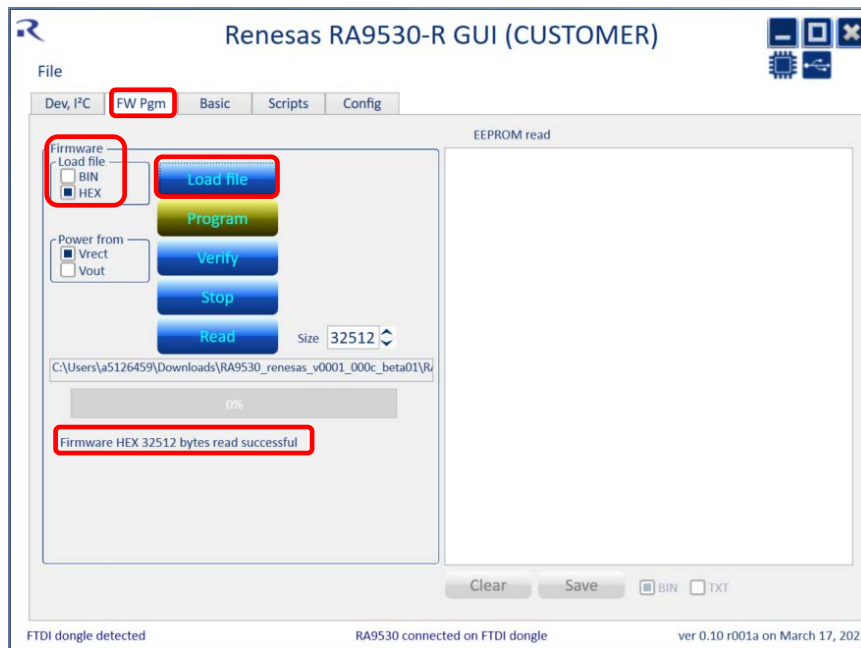 Renesas RA9530-R GUI (CUSTOMER)
File
Dev, I²C FW Pgm Basic Scripts Config
EEPROM read
Firmware
Load file
BIN
HEX
Load file
Program
Power from
Vrect
Vout
Verify
Stop
Read
Size 32512
C:\Users\a5126459\Downloads\RA9530_renesas_v0001_000c_beta01\R
0%
Firmware HEX 32512 bytes read successful
Clear Save BIN TXT
FTDI dongle detected RA9530 connected on FTDI dongle ver 0.10 r001a on March 17, 202